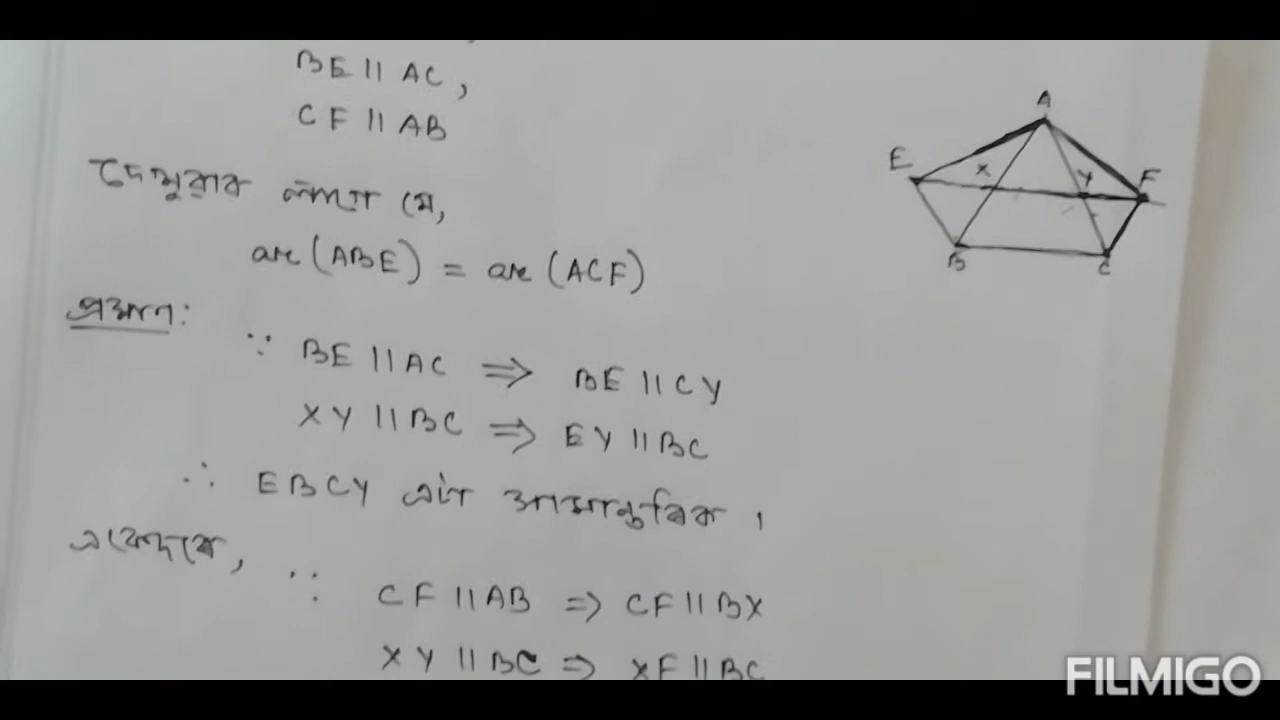 BE || AC,
CF || AB
দেখুৱাব লাগে যে,
ar (ABE) = ar (ACF)
প্ৰমাণ:
∵ BE || AC ⇒ BE || CY
XY || BC ⇒ EY || BC
∴ EBCY এটা সামান্তৰিক ।
একেদৰে, ∵ CF || AB ⇒ CF || BX
XY || BC ⇒ XF || BC
A
E X Y F
B C
FILMIGO